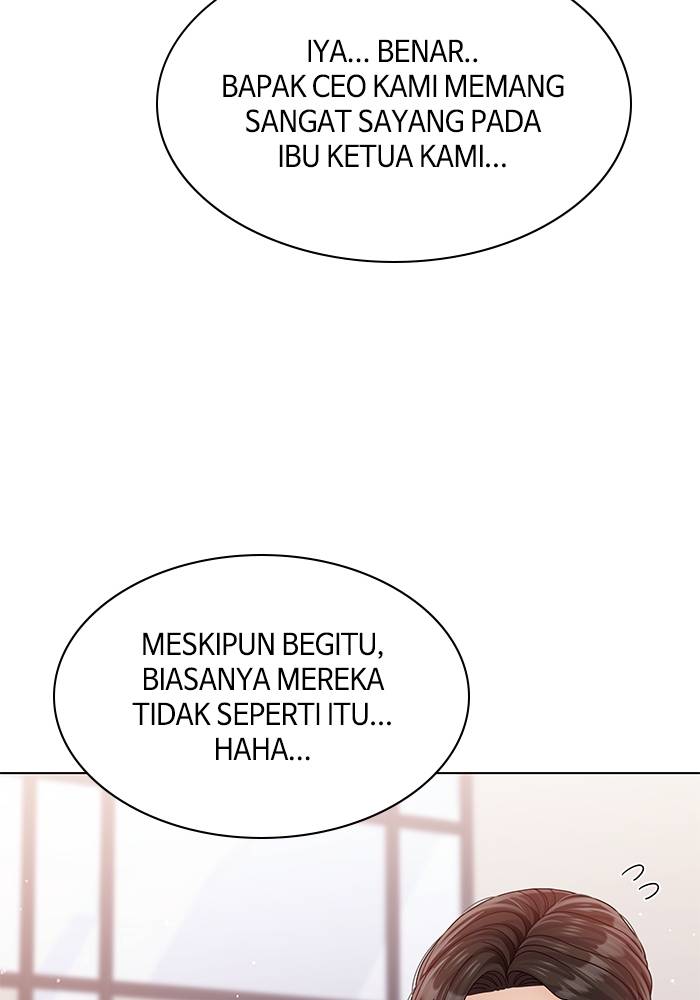 IYA... BENAR..
BAPAK CEO KAMI MEMANG
SANGAT SAYANG PADA
IBU KETUA KAMI...
MESKIPUN BEGITU,
BIASANYA MEREKA
TIDAK SEPERTI ITU...
HAHA...